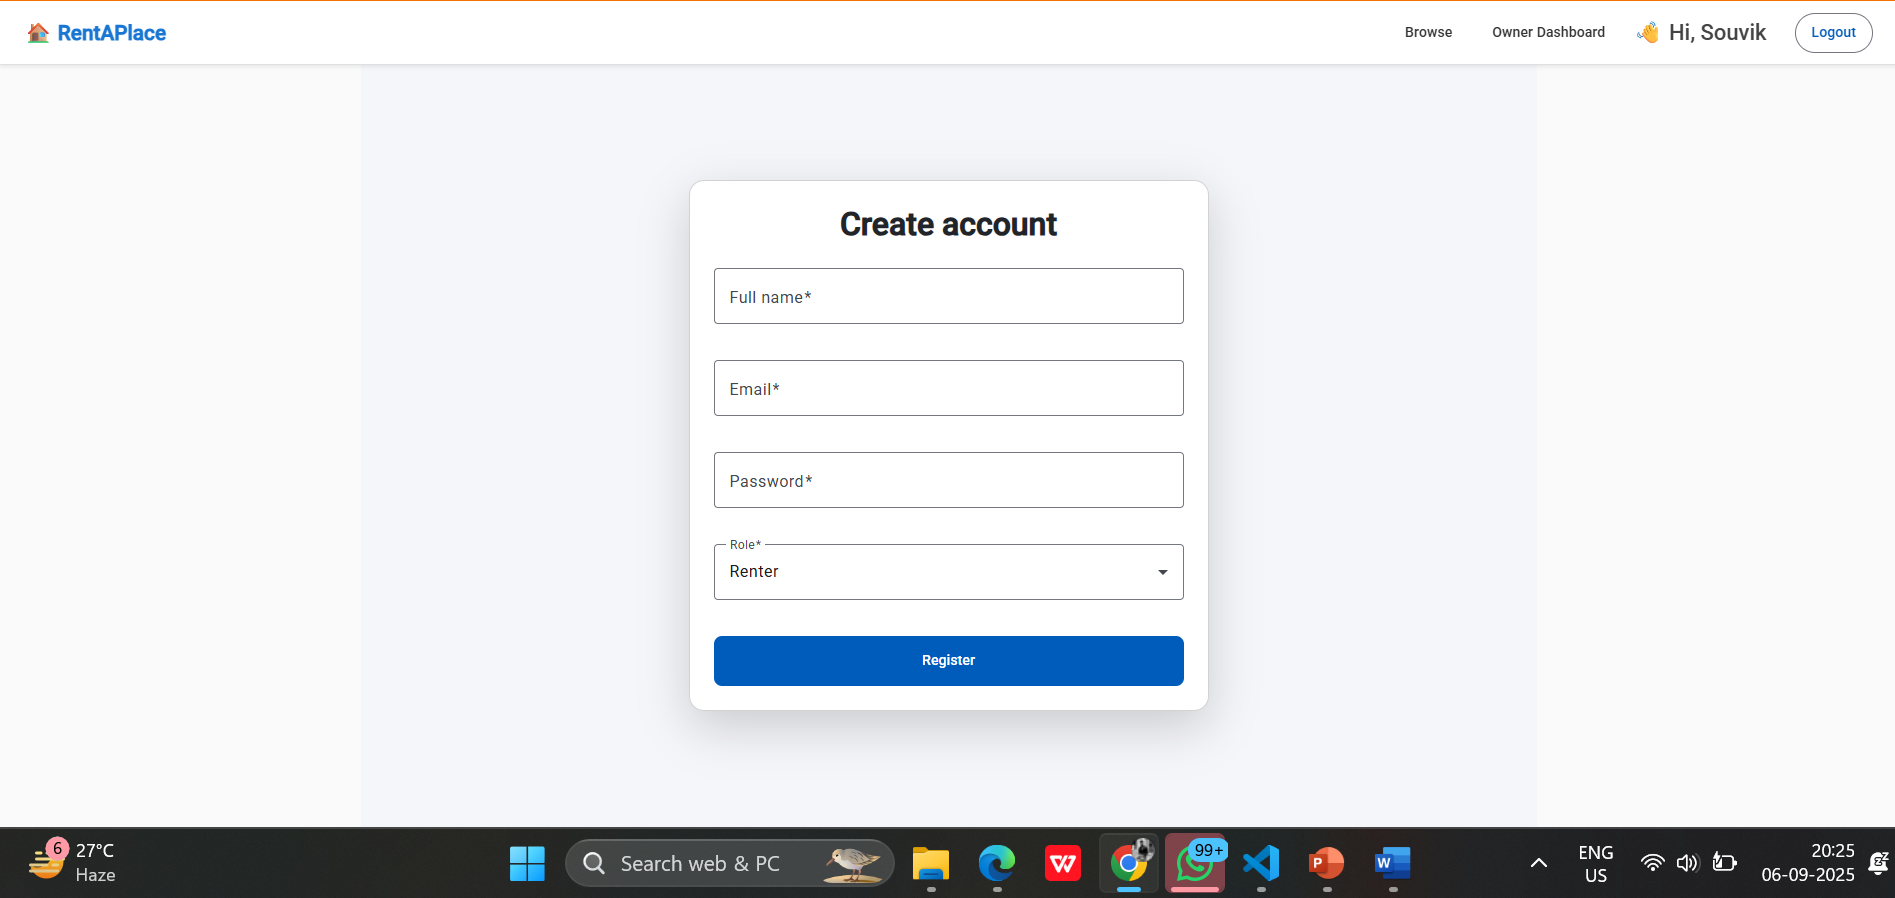 RentAPlace
Browse
Owner Dashboard
Hi, Souvik
Logout
Create account
Full name*
Email*
Password*
Role*
Renter
Register
6
27°C
Haze
Search web & PC
W
99+
P
W
ENG
US
20:25
06-09-2025
zz